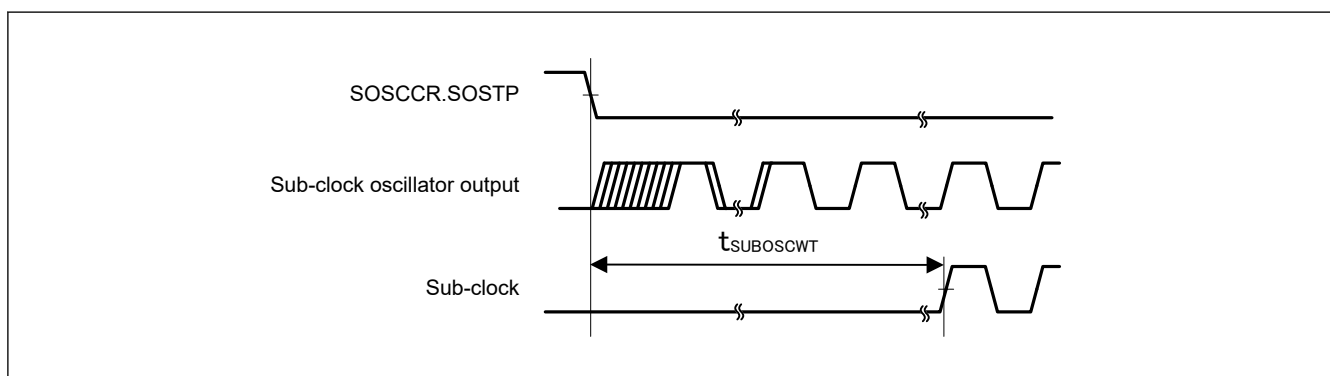 SOSCCR.SOSTP
Sub-clock oscillator output
tSUBOSCWT
Sub-clock